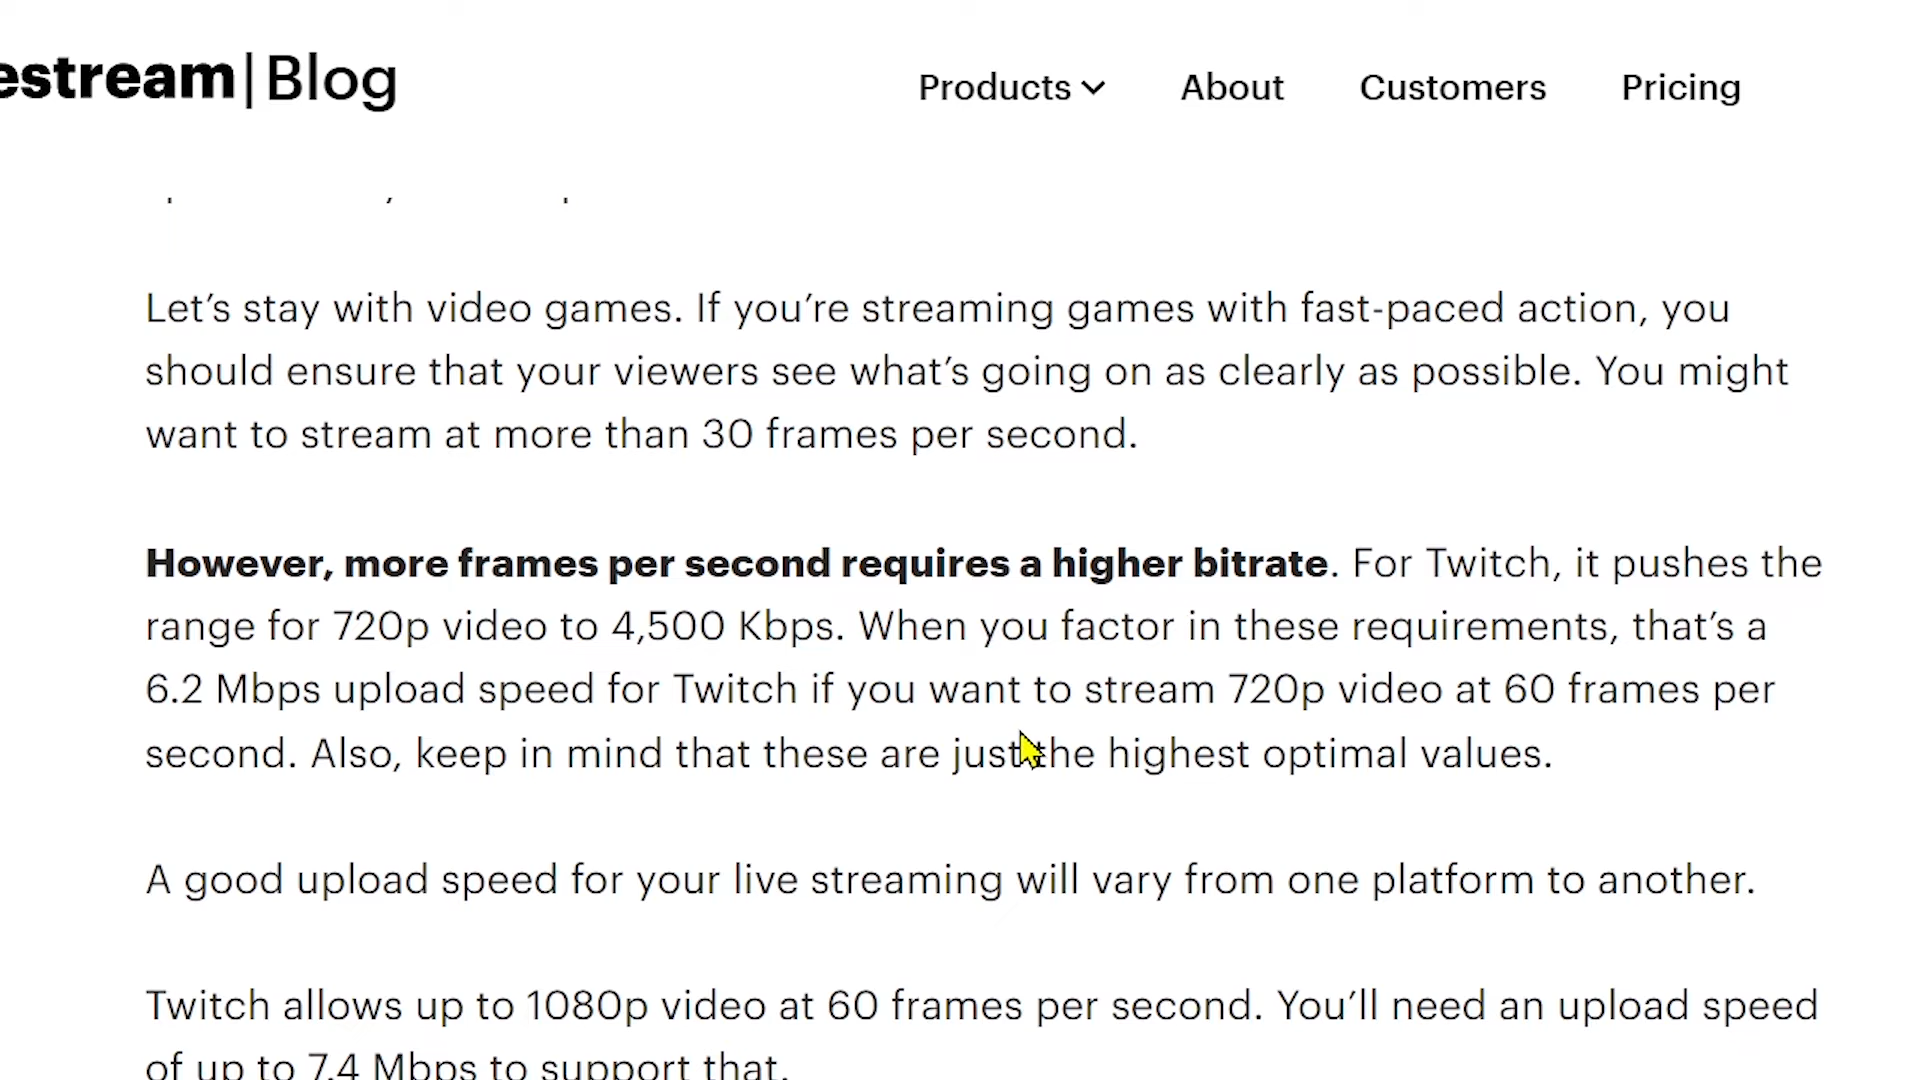 estream|Blog
Products
About
Customers
Pricing
Let’s stay with video games. If you’re streaming games with fast-paced action, you
should ensure that your viewers see what’s going on as clearly as possible. You might
want to stream at more than 30 frames per second.
However, more frames per second requires a higher bitrate. For Twitch, it pushes the
range for 720p video to 4,500 Kbps. When you factor in these requirements, that’s a
6.2 Mbps upload speed for Twitch if you want to stream 720p video at 60 frames per
second. Also, keep in mind that these are just the highest optimal values.
A good upload speed for your live streaming will vary from one platform to another.
Twitch allows up to 1080p video at 60 frames per second. You’ll need an upload speed
of up to 7.4 Mbps to support that.